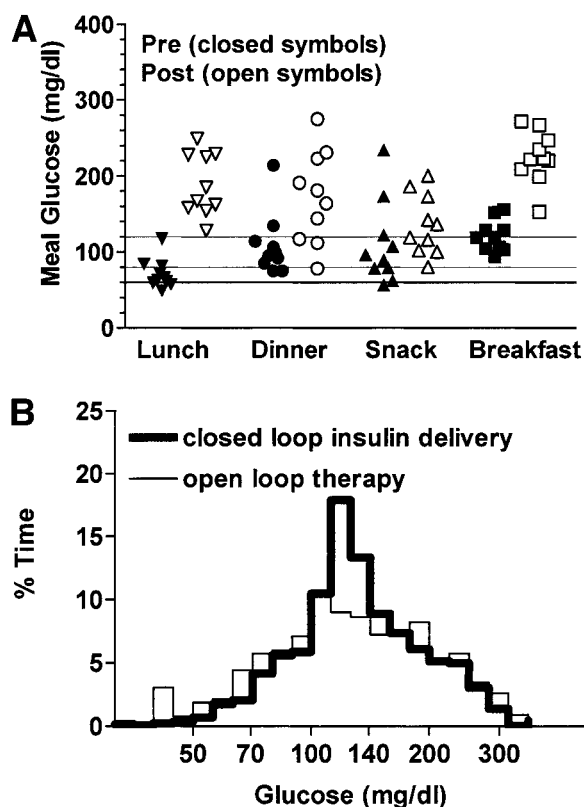 A
Pre (closed symbols)
Post (open symbols)
Meal Glucose (mg/dl)
400
300
200
100
0
Lunch Dinner Snack Breakfast
B
closed loop insulin delivery
open loop therapy
% Time
25
20
15
10
5
0
50 70 100 140 200 300
Glucose (mg/dl)